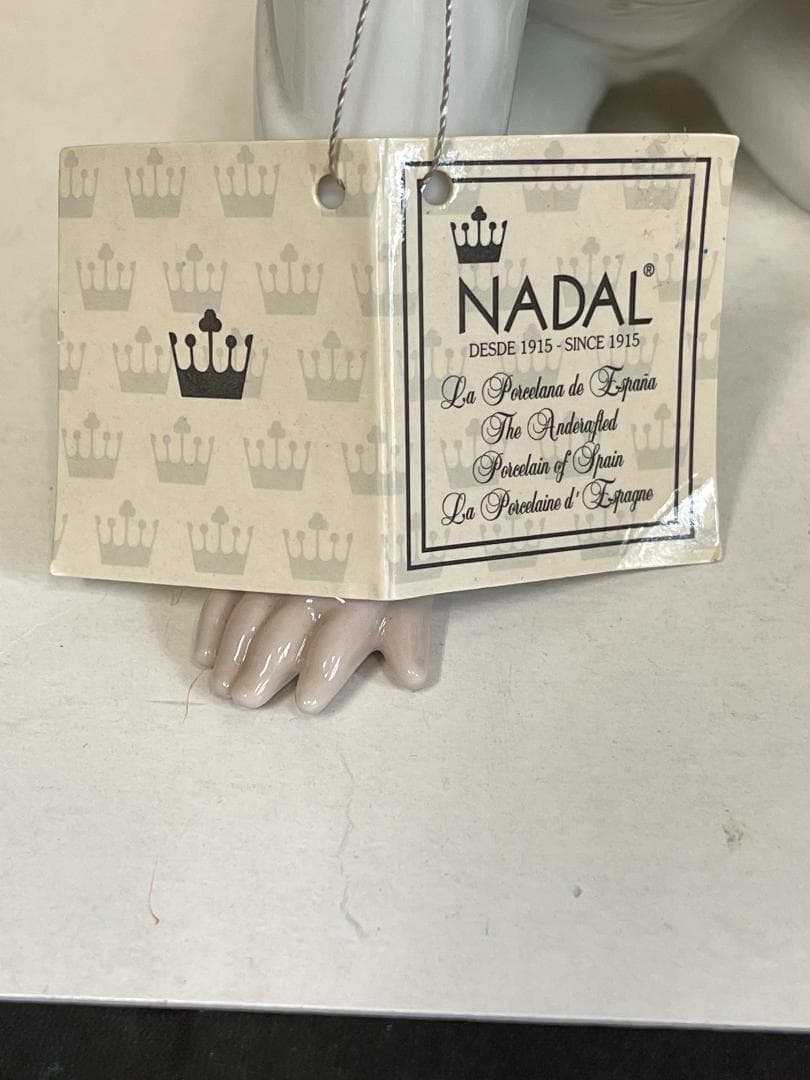 NADAL®
DESDE 1915 - SINCE 1915
La Porcelana de España
The Andcrafted
Porcelain of Spain
La Porcelaine d' Espagne